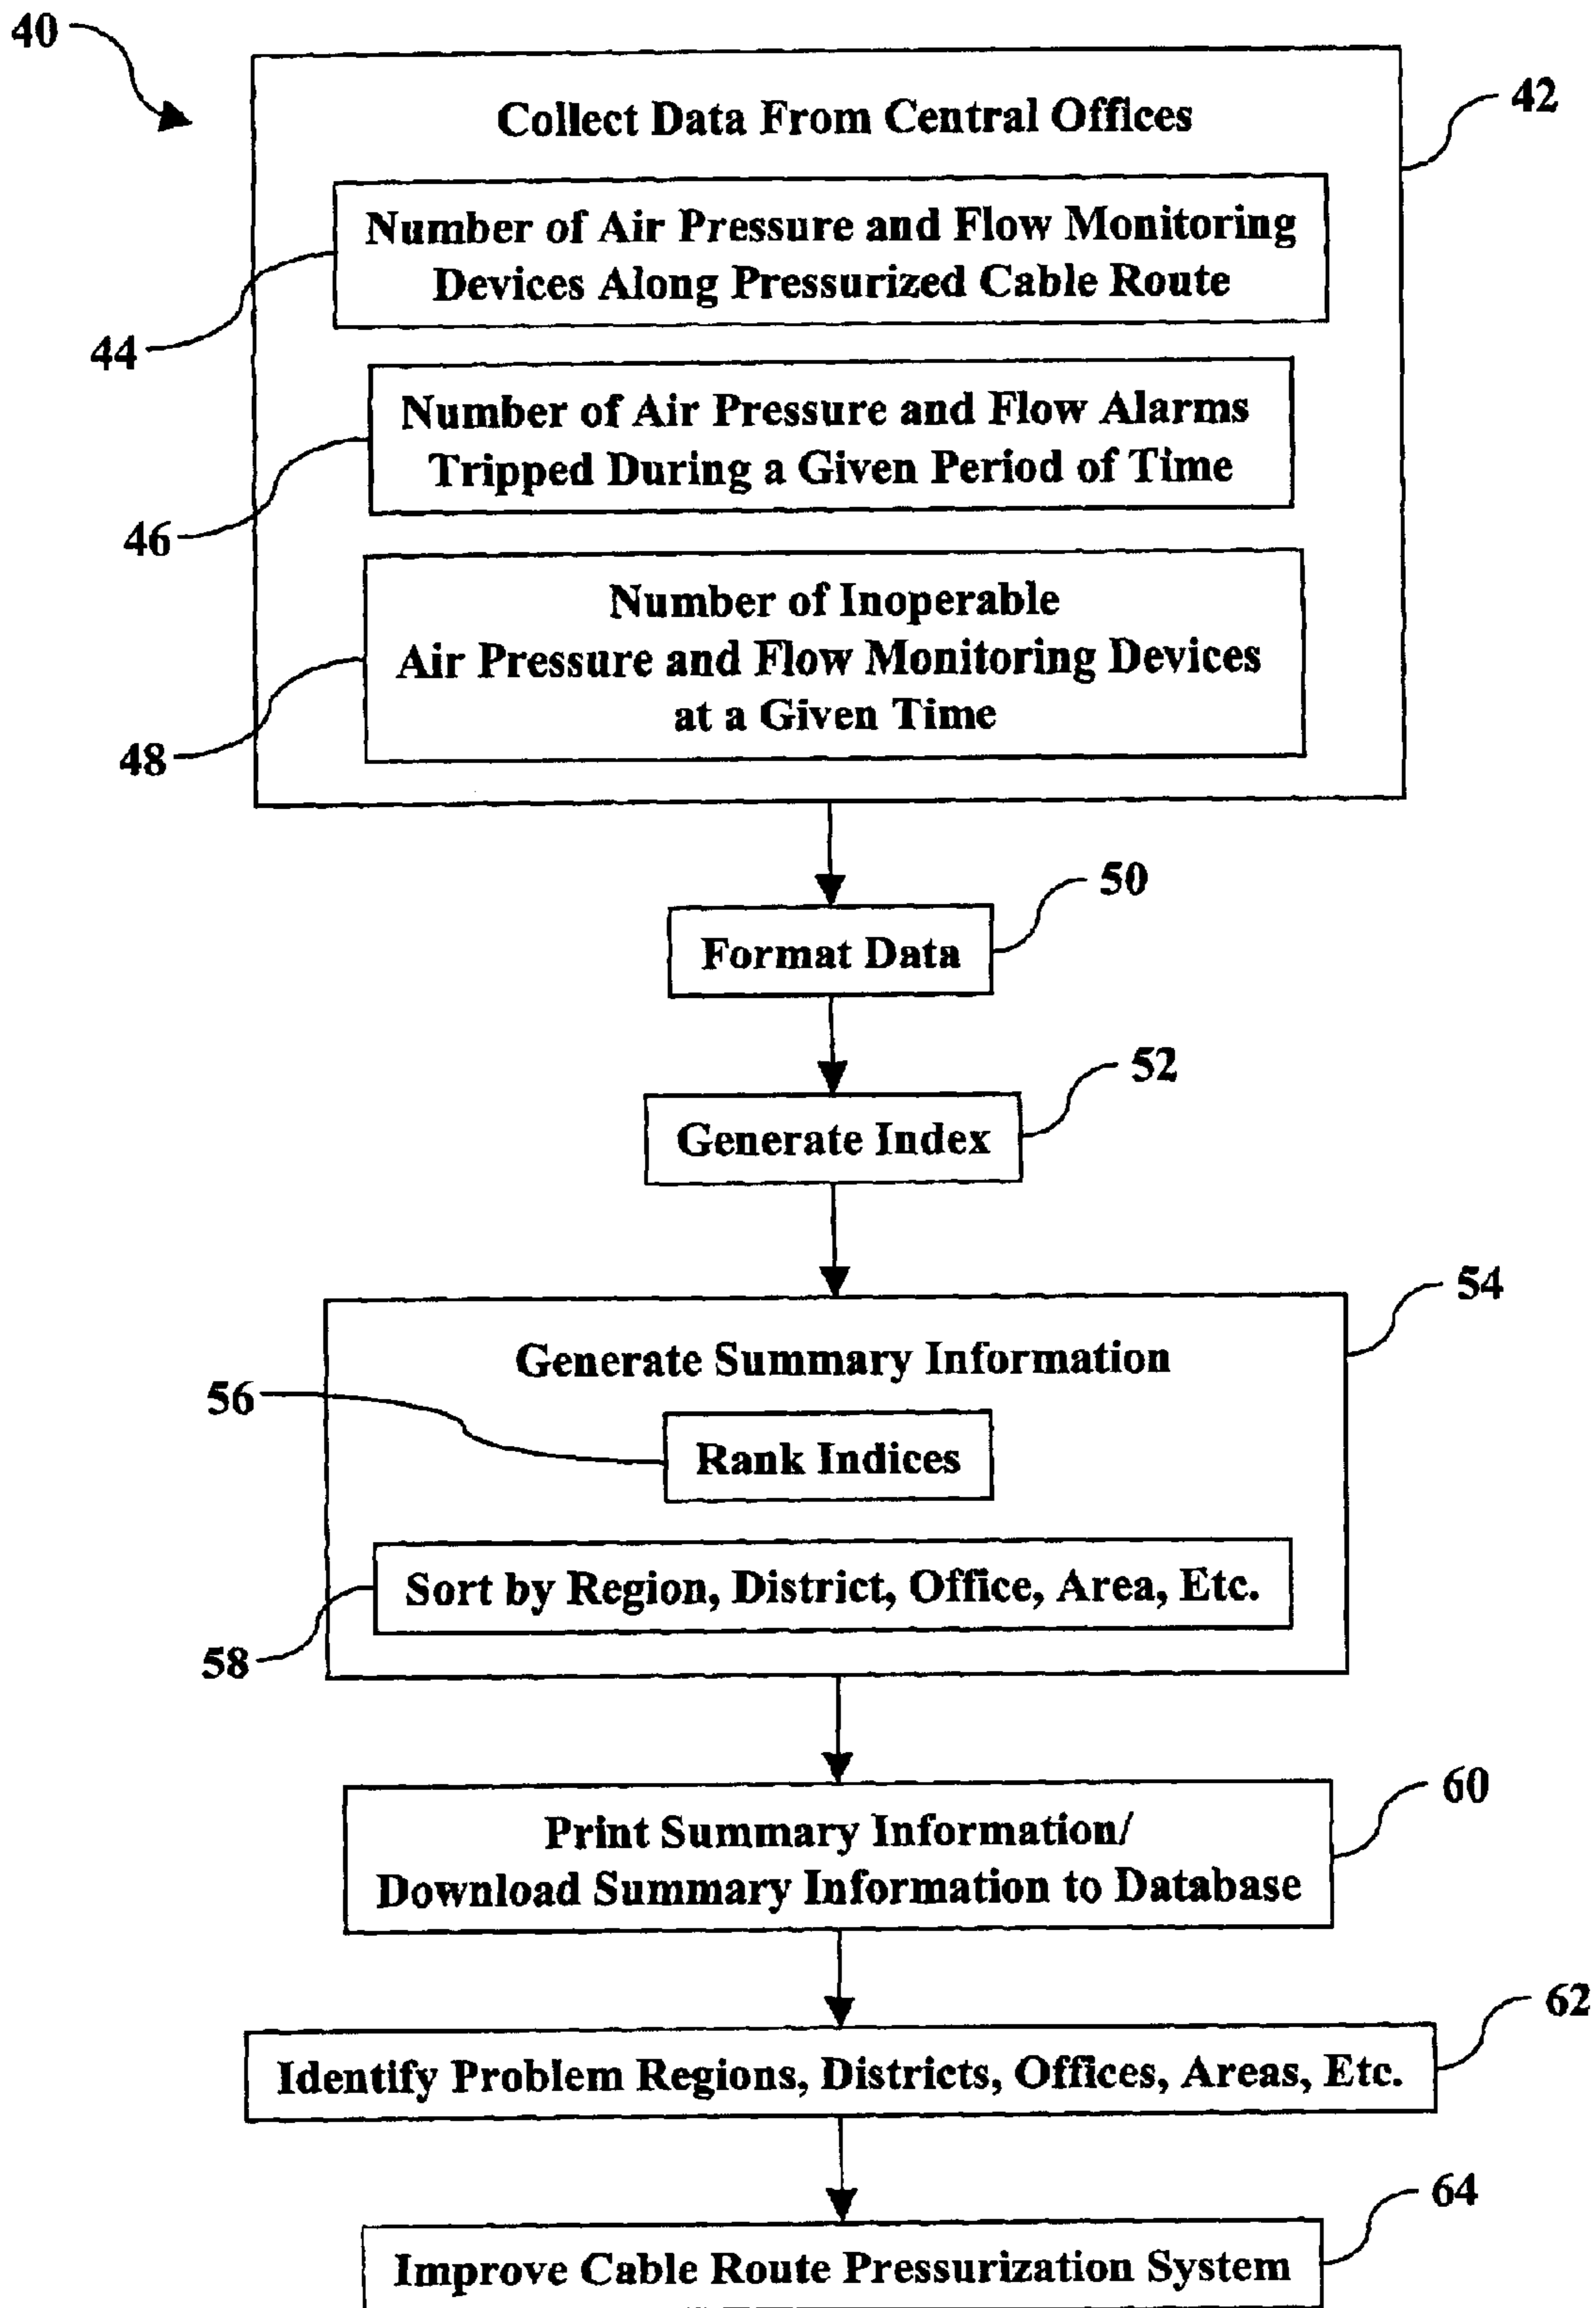 40
42
Collect Data From Central Offices
Number of Air Pressure and Flow Monitoring
Devices Along Pressurized Cable Route
44
Number of Air Pressure and Flow Alarms
Tripped During a Given Period of Time
46
Number of Inoperable
Air Pressure and Flow Monitoring Devices
at a Given Time
48
50
Format Data
52
Generate Index
54
Generate Summary Information
56
Rank Indices
Sort by Region, District, Office, Area, Etc.
58
60
Print Summary Information/
Download Summary Information to Database
62
Identify Problem Regions, Districts, Offices, Areas, Etc.
64
Improve Cable Route Pressurization System